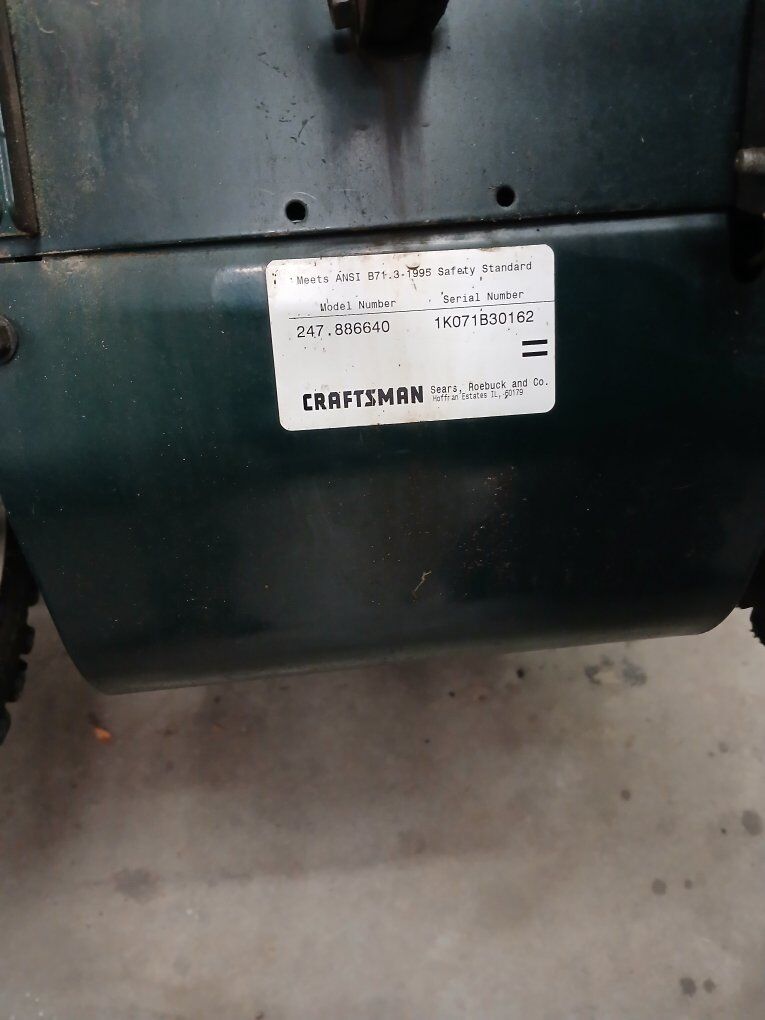 Meets ANSI B71.3-1995 Safety Standard
Model Number Serial Number
247.886640 1K071B30162
CRAFTSMAN Sears, Roebuck and Co.
Hoffman Estates IL, 60179